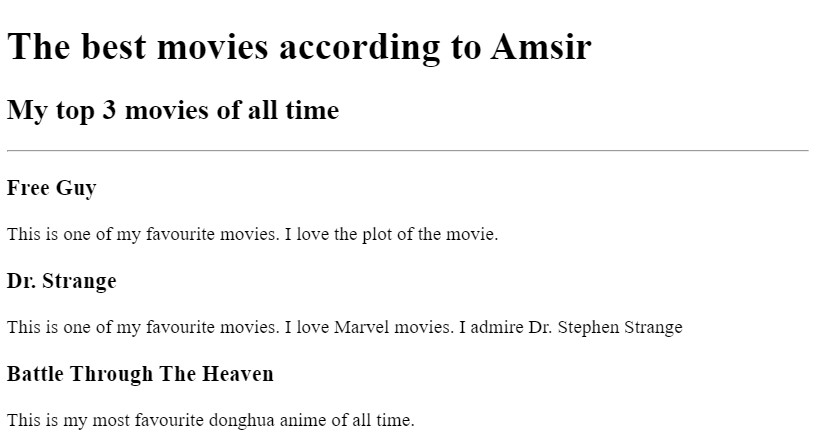 The best movies according to Amsir
My top 3 movies of all time
Free Guy
This is one of my favourite movies. I love the plot of the movie.
Dr. Strange
This is one of my favourite movies. I love Marvel movies. I admire Dr. Stephen Strange
Battle Through The Heaven
This is my most favourite donghua anime of all time.